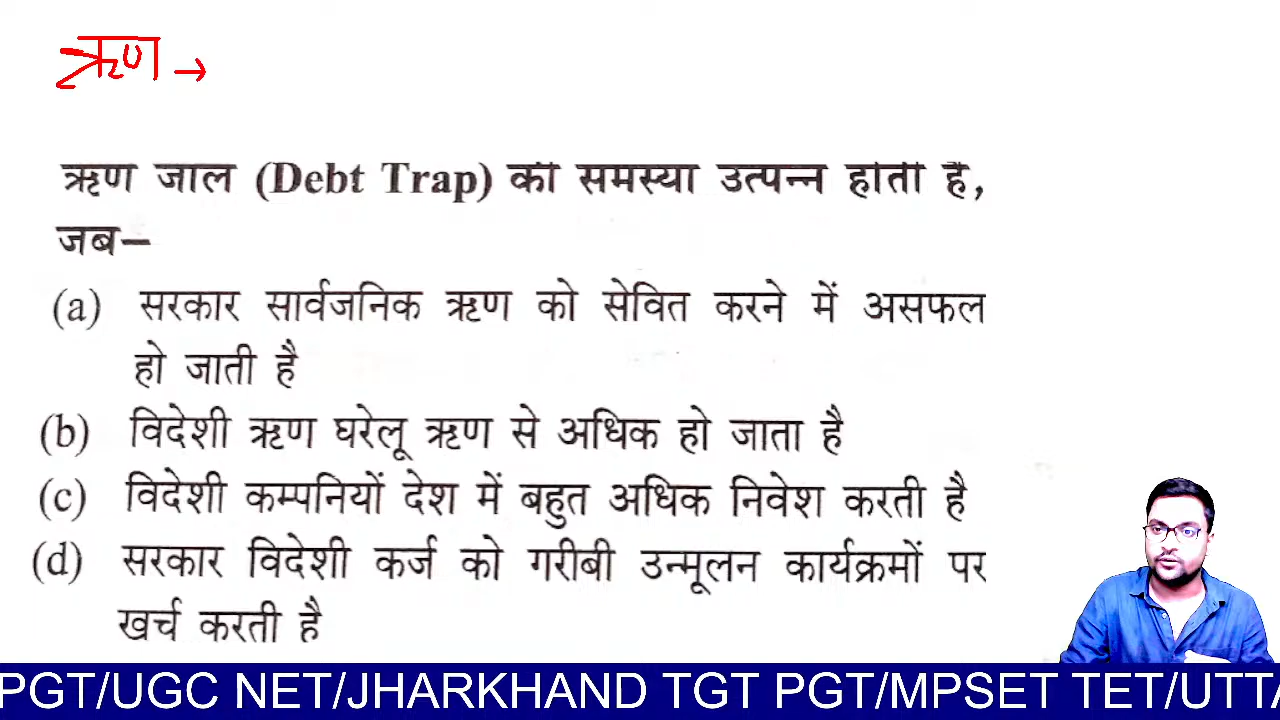 ऋण →
ऋण जाल (Debt Trap) की समस्या उत्पन्न होती है,
जब–
(a) सरकार सार्वजनिक ऋण को सेवित करने में असफल
हो जाती है
(b) विदेशी ऋण घरेलू ऋण से अधिक हो जाता है
(c) विदेशी कम्पनियों देश में बहुत अधिक निवेश करती है
(d) सरकार विदेशी कर्ज को गरीबी उन्मूलन कार्यक्रमों पर
खर्च करती है
PGT/UGC NET/JHARKHAND TGT PGT/MPSET TET/UTTA